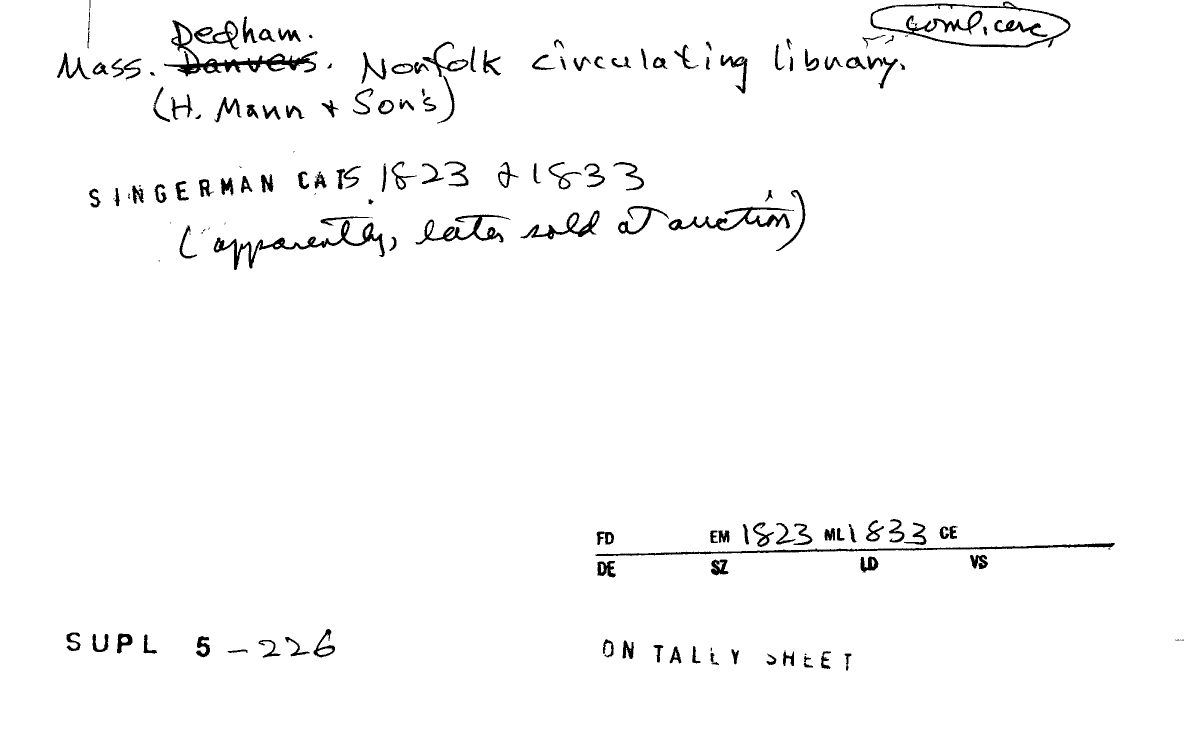 coml. circ
Dedham.
Mass. Danvers. Norfolk circulating library.
(H. Mann & Son's)
SINGERMAN CATS 1823 & 1833
(apparently, later sold at auction)
FD EM 1823 ML 1833 CE
DE SZ LD VS
SUPL 5 - 226
ON TALLY SHEET